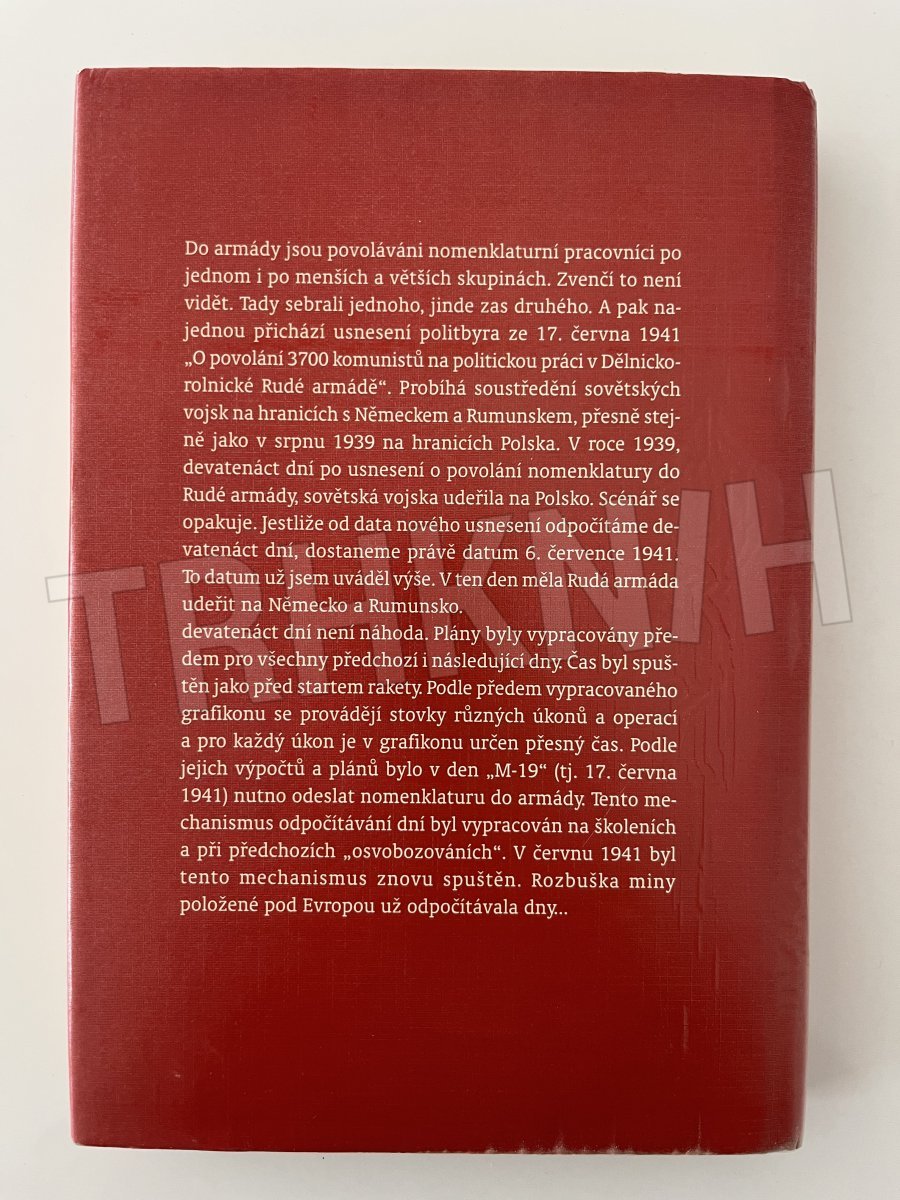 Do armády jsou povoláváni nomenklaturní pracovníci po
jednom i po menších a větších skupinách. Zvenčí to není
vidět. Tady sebrali jednoho, jinde zas druhého. A pak na-
jednou přichází usnesení politbyra ze 17. června 1941
„O povolání 3700 komunistů na politickou práci v Dělnicko-
rolnické Rudé armádě“. Probíhá soustředění sovětských
vojsk na hranicích s Německem a Rumunskem, přesně stej-
ně jako v srpnu 1939 na hranicích Polska. V roce 1939,
devatenáct dní po usnesení o povolání nomenklatury do
Rudé armády, sovětská vojska udeřila na Polsko. Scénář se
opakuje. Jestliže od data nového usnesení odpočítáme de-
vatenáct dní, dostaneme právě datum 6. července 1941.
To datum už jsem uváděl výše. V ten den měla Rudá armáda
udeřit na Německo a Rumunsko.
devatenáct dní není náhoda. Plány byly vypracovány pře-
dem pro všechny předchozí i následující dny. Čas byl spuš-
těn jako před startem rakety. Podle předem vypracovaného
grafikonu se provádějí stovky různých úkonů a operací
a pro každý úkon je v grafikonu určen přesný čas. Podle
jejich výpočtů a plánů bylo v den „M-19“ (tj. 17. června
1941) nutno odeslat nomenklaturu do armády. Tento me-
chanismus odpočítávání dní byl vypracován na školeních
a při předchozích „osvobozováních“. V červnu 1941 byl
tento mechanismus znovu spuštěn. Rozbuška miny
položené pod Evropou už odpočítávala dny...
TRHKNIH